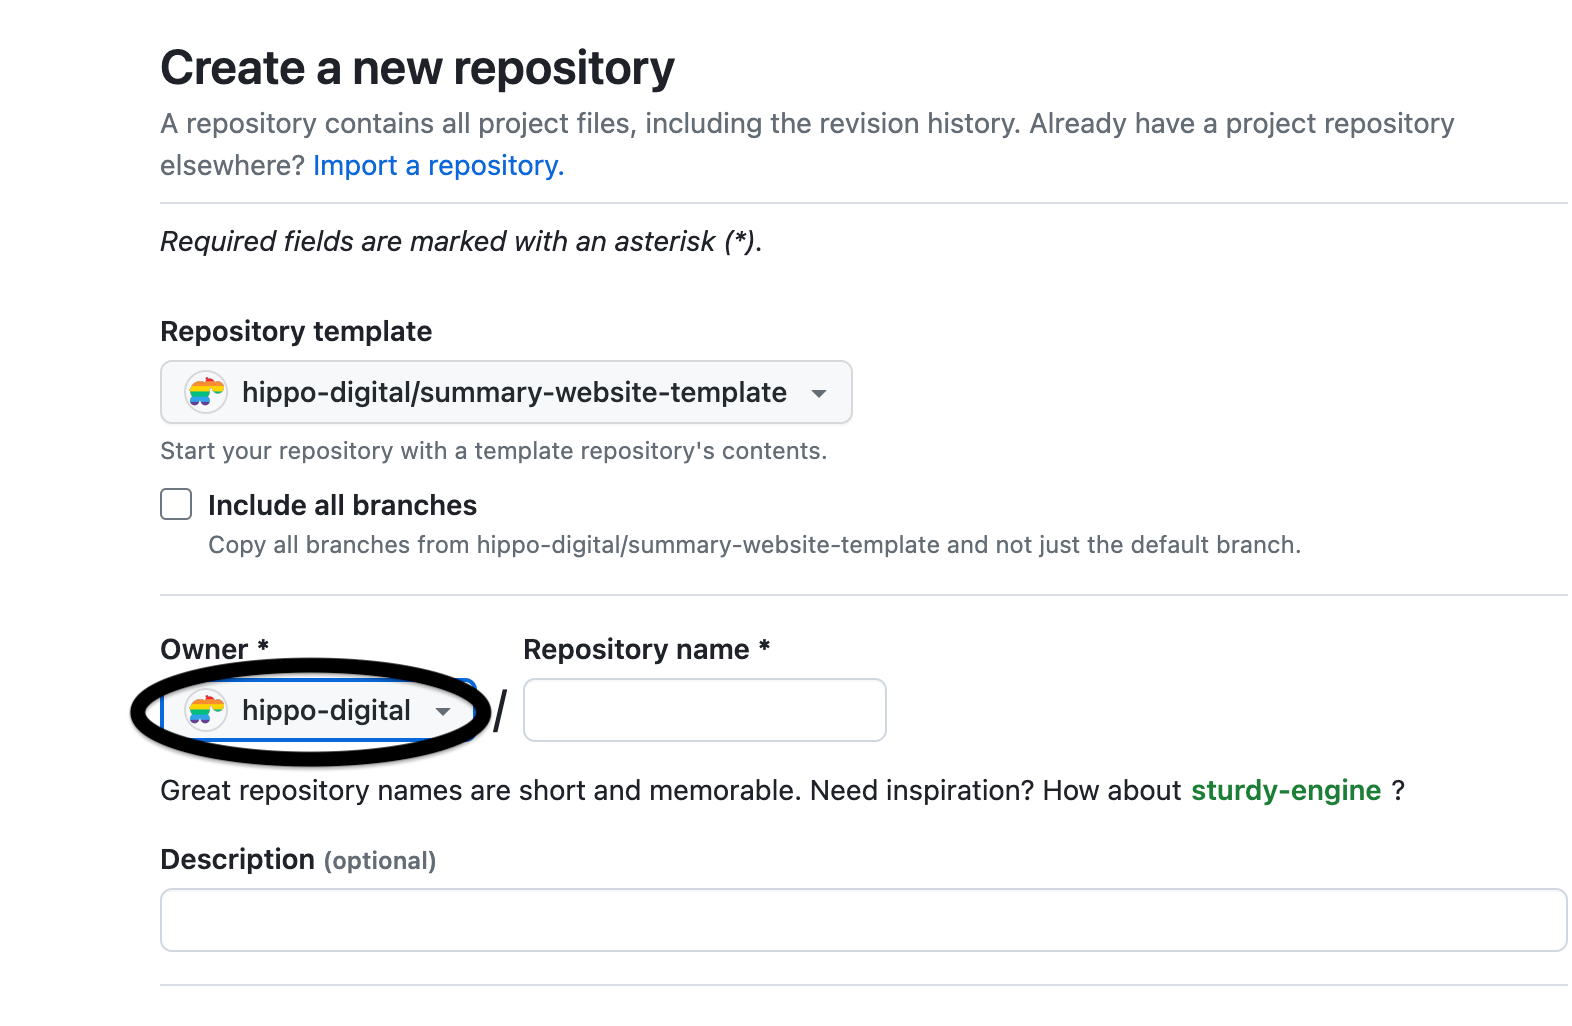 Create a new repository
A repository contains all project files, including the revision history. Already have a project repository
elsewhere? Import a repository.
Required fields are marked with an asterisk (*).
Repository template
hippo-digital/summary-website-template
Start your repository with a template repository's contents.
Include all branches
Copy all branches from hippo-digital/summary-website-template and not just the default branch.
Owner * Repository name *
hippo-digital /
Great repository names are short and memorable. Need inspiration? How about sturdy-engine ?
Description (optional)